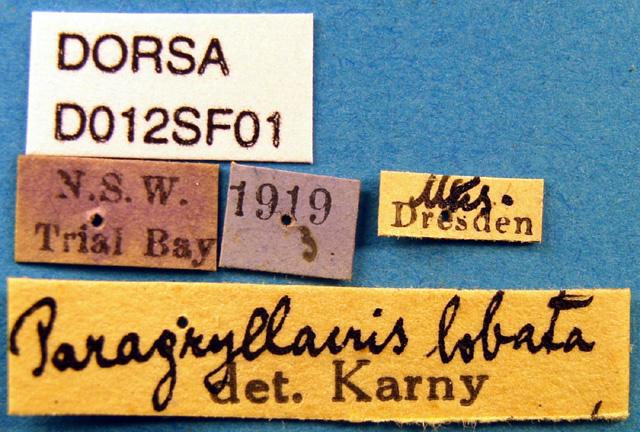 DORSA
D012SF01
N.S.W.
Trial Bay
1919
3
Mus.
Dresden
Paragryllacris lobata
det. Karny